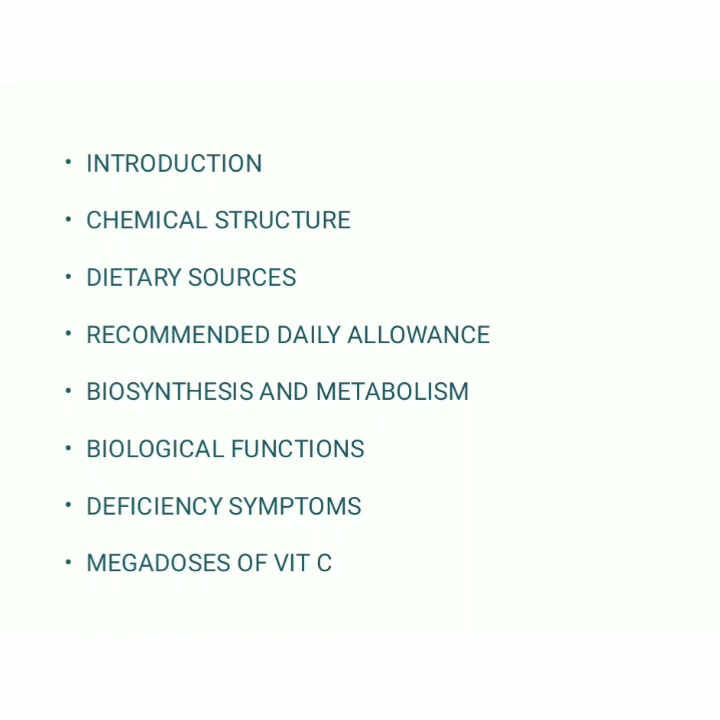 • INTRODUCTION
• CHEMICAL STRUCTURE
• DIETARY SOURCES
• RECOMMENDED DAILY ALLOWANCE
• BIOSYNTHESIS AND METABOLISM
• BIOLOGICAL FUNCTIONS
• DEFICIENCY SYMPTOMS
• MEGADOSES OF VIT C